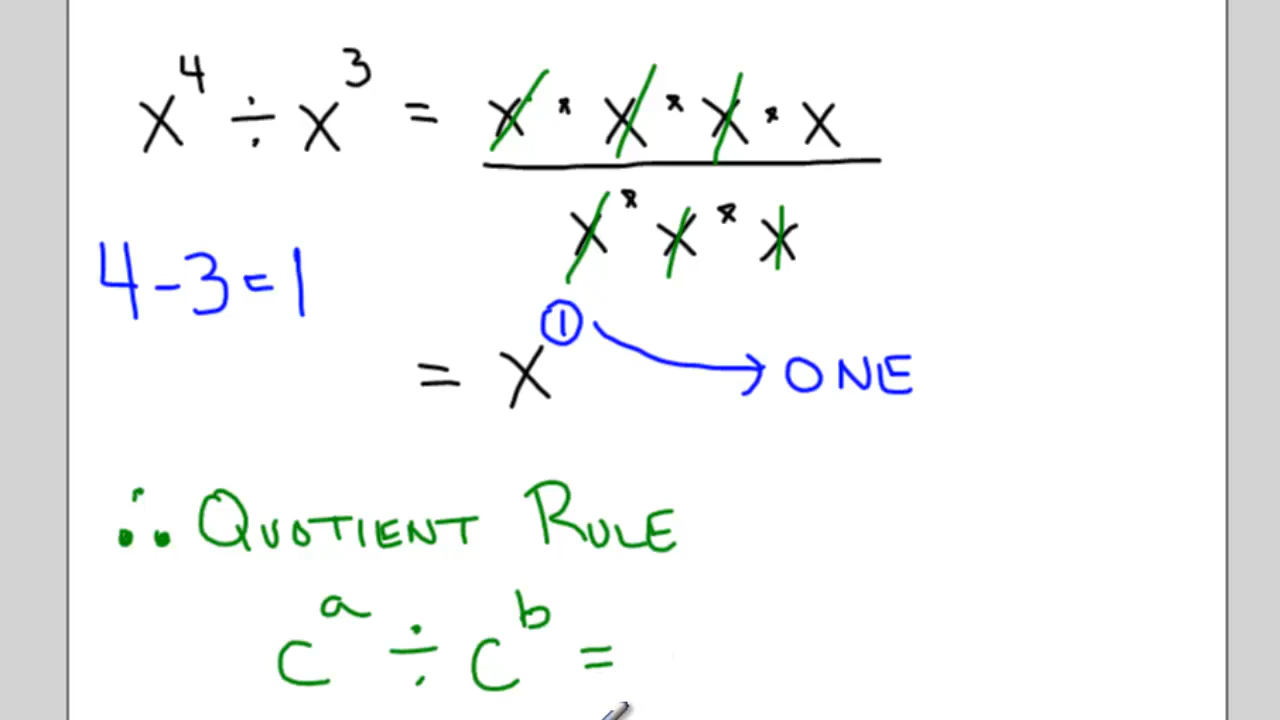 x⁴ ÷ x³ = x · x · x · x
x · x · x
4 - 3 = 1
= x¹ → ONE
∴ QUOTIENT RULE
cᵃ ÷ cᵇ =